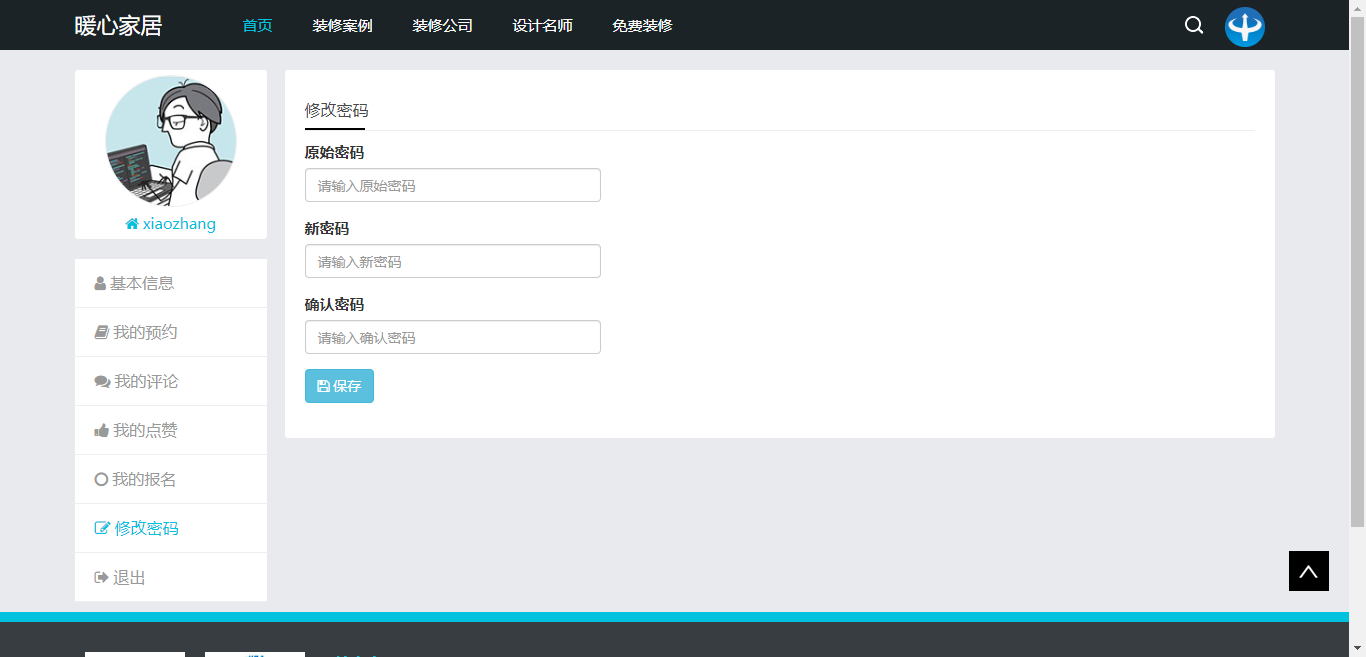 暖心家居
首页
装修案例
装修公司
设计名师
免费装修
xiaozhang
基本信息
我的预约
我的评论
我的点赞
我的报名
修改密码
退出
修改密码
原始密码
请输入原始密码
新密码
请输入新密码
确认密码
请输入确认密码
保存